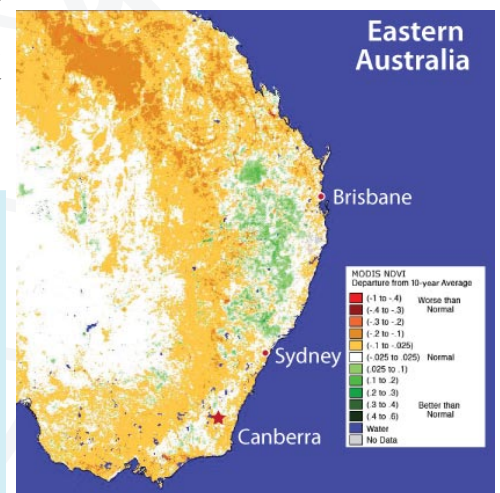 Eastern
Australia
Brisbane
MODIS NDVI
Departure from 10-year Average
(-1 to -.4) Worse than
(-.4 to -.3) Normal
(-.3 to -.2)
(-.2 to -.1)
(-.1 to -.025)
(-.025 to .025) Normal
(.025 to .1)
(.1 to .2)
(.2 to .3)
(.3 to .4) Better than
(.4 to .6) Normal
Water
No Data
Sydney
Canberra